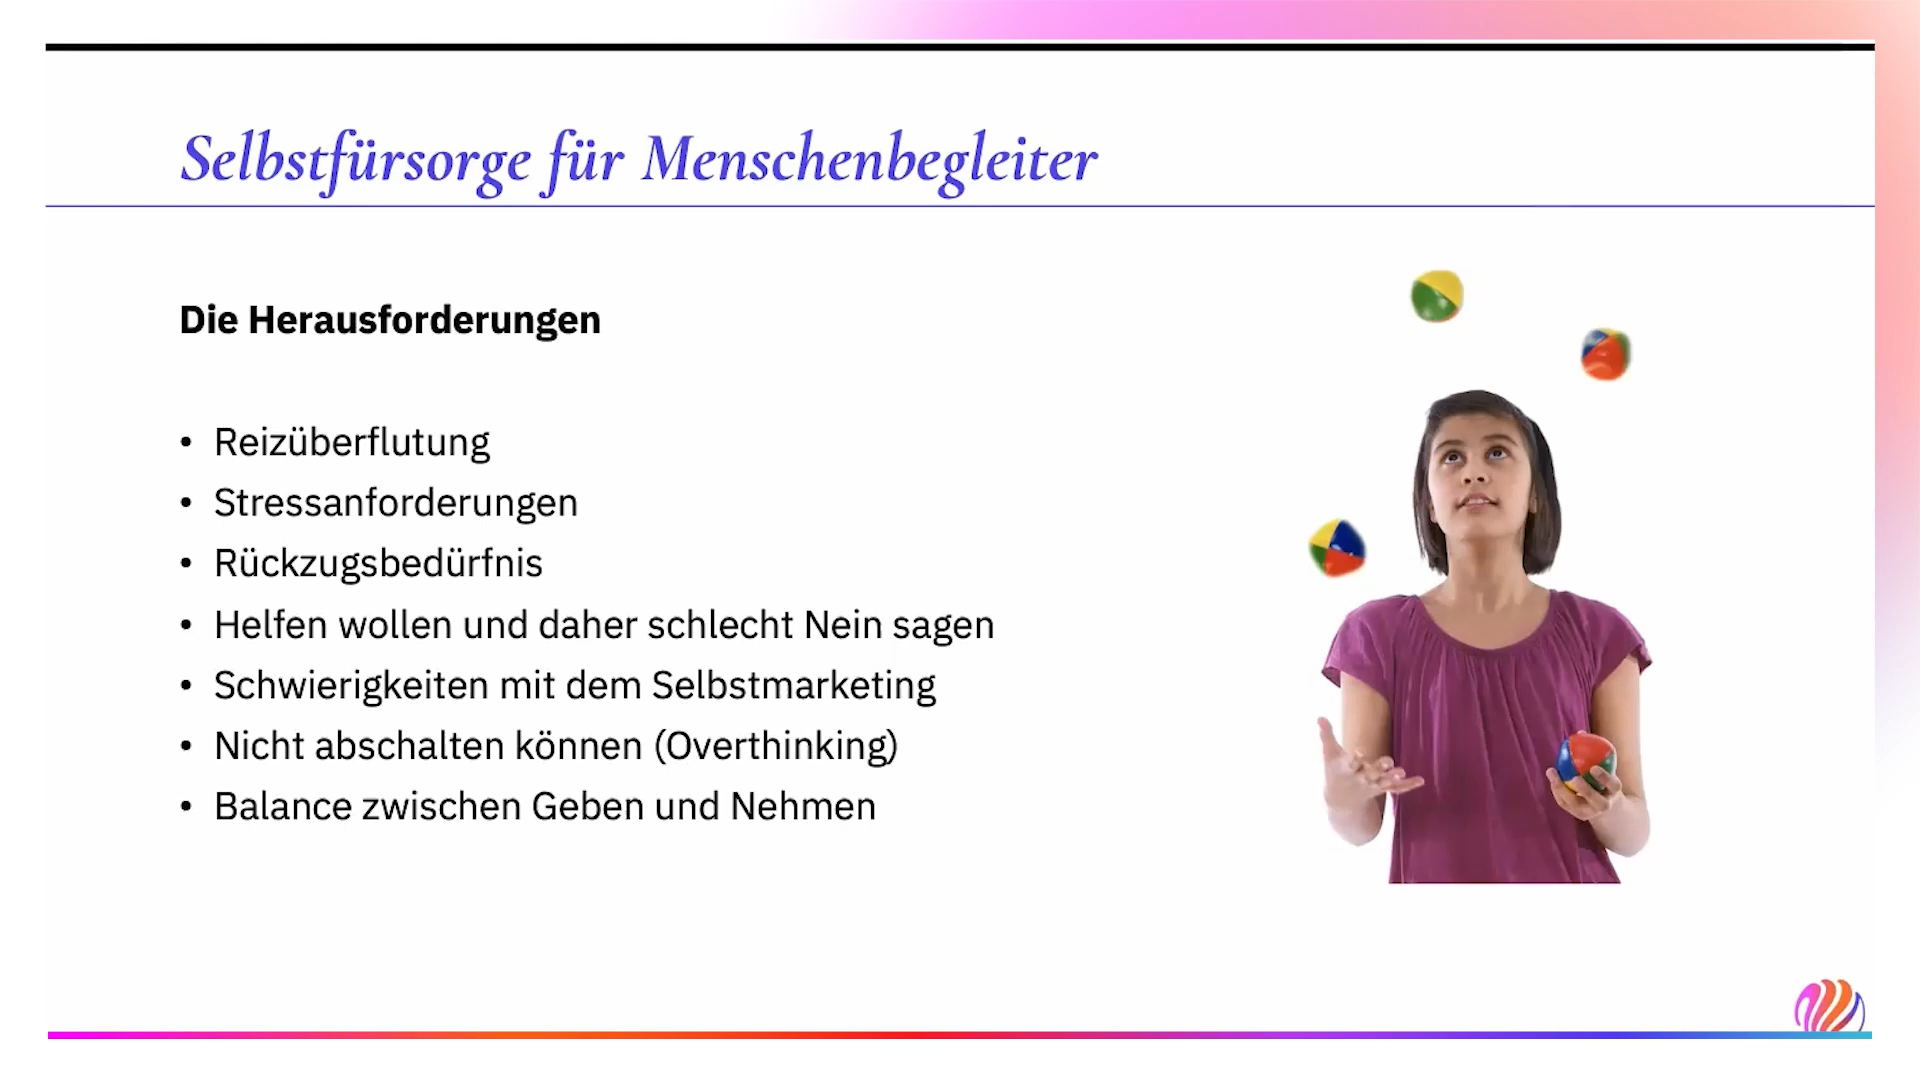 Selbstfürsorge für Menschenbegleiter
Die Herausforderungen
• Reizüberflutung
• Stressanforderungen
• Rückzugsbedürfnis
• Helfen wollen und daher schlecht Nein sagen
• Schwierigkeiten mit dem Selbstmarketing
• Nicht abschalten können (Overthinking)
• Balance zwischen Geben und Nehmen